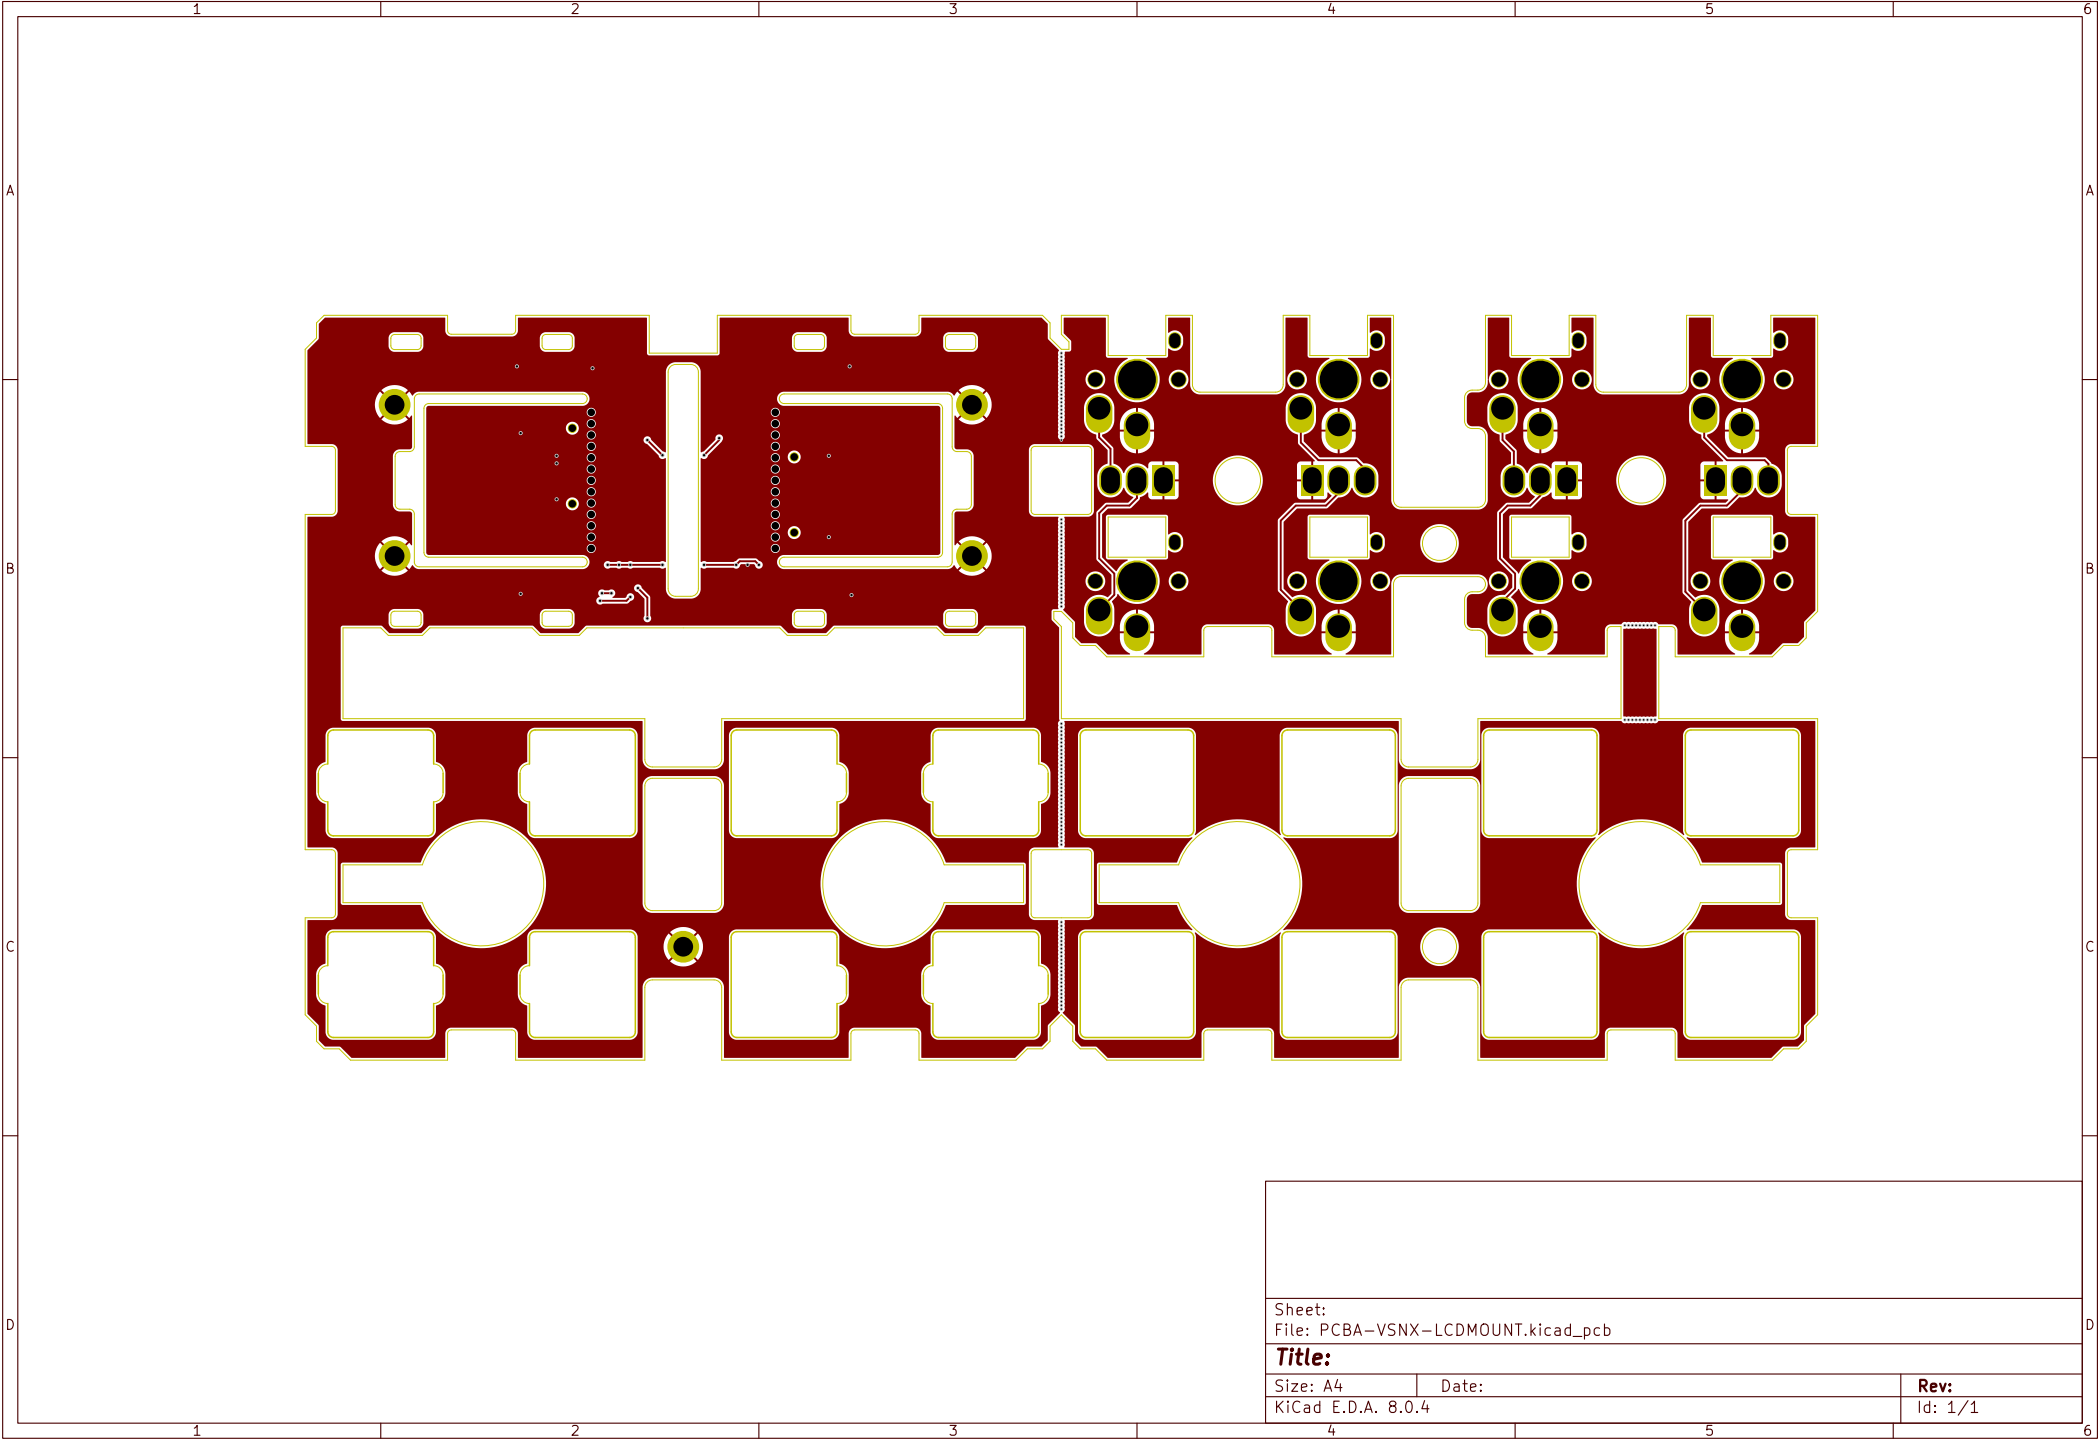 1 2 3 4 5 6
A A
B B
C C
D D
Sheet:
File: PCBA-VSNX-LCDMOUNT.kicad_pcb
Title:
Size: A4 Date: Rev:
KiCad E.D.A. 8.0.4 Id: 1/1
1 2 3 4 5 6